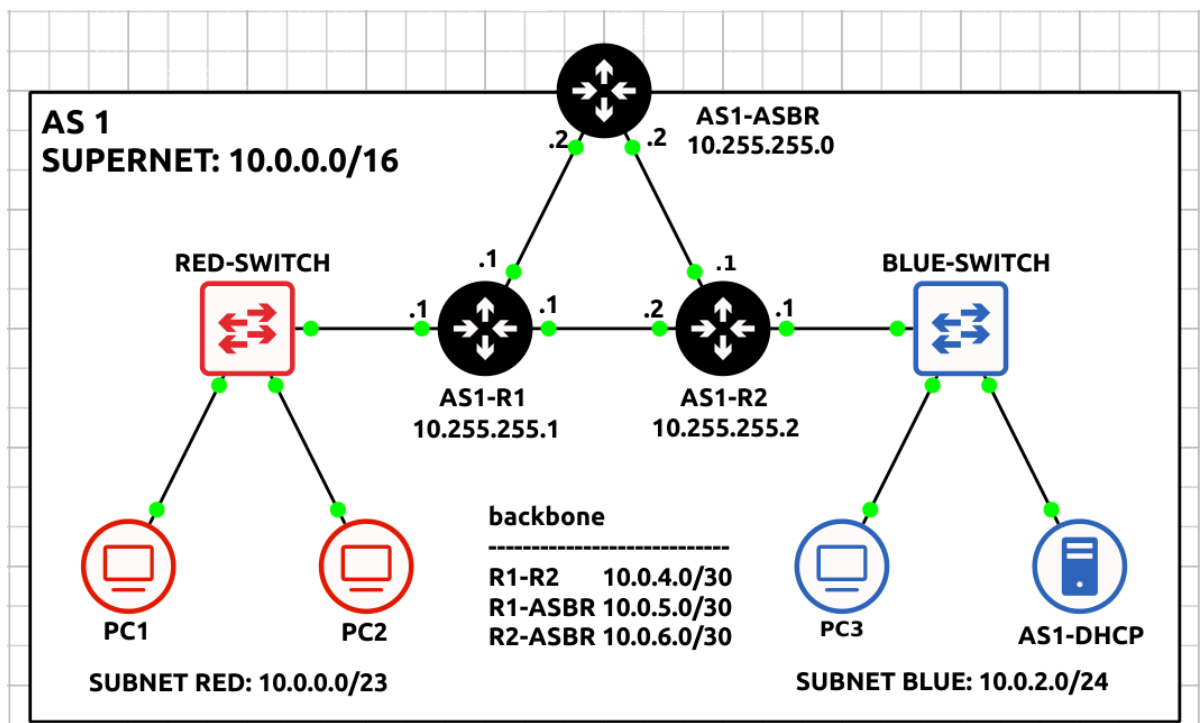 AS 1
SUPERNET: 10.0.0.0/16
AS1-ASBR
10.255.255.0
.2
.2
RED-SWITCH
.1
.1
BLUE-SWITCH
.1
.1
.2
.1
AS1-R1
10.255.255.1
AS1-R2
10.255.255.2
backbone
----------------------------
R1-R2 10.0.4.0/30
R1-ASBR 10.0.5.0/30
R2-ASBR 10.0.6.0/30
PC1
PC2
PC3
AS1-DHCP
SUBNET RED: 10.0.0.0/23
SUBNET BLUE: 10.0.2.0/24